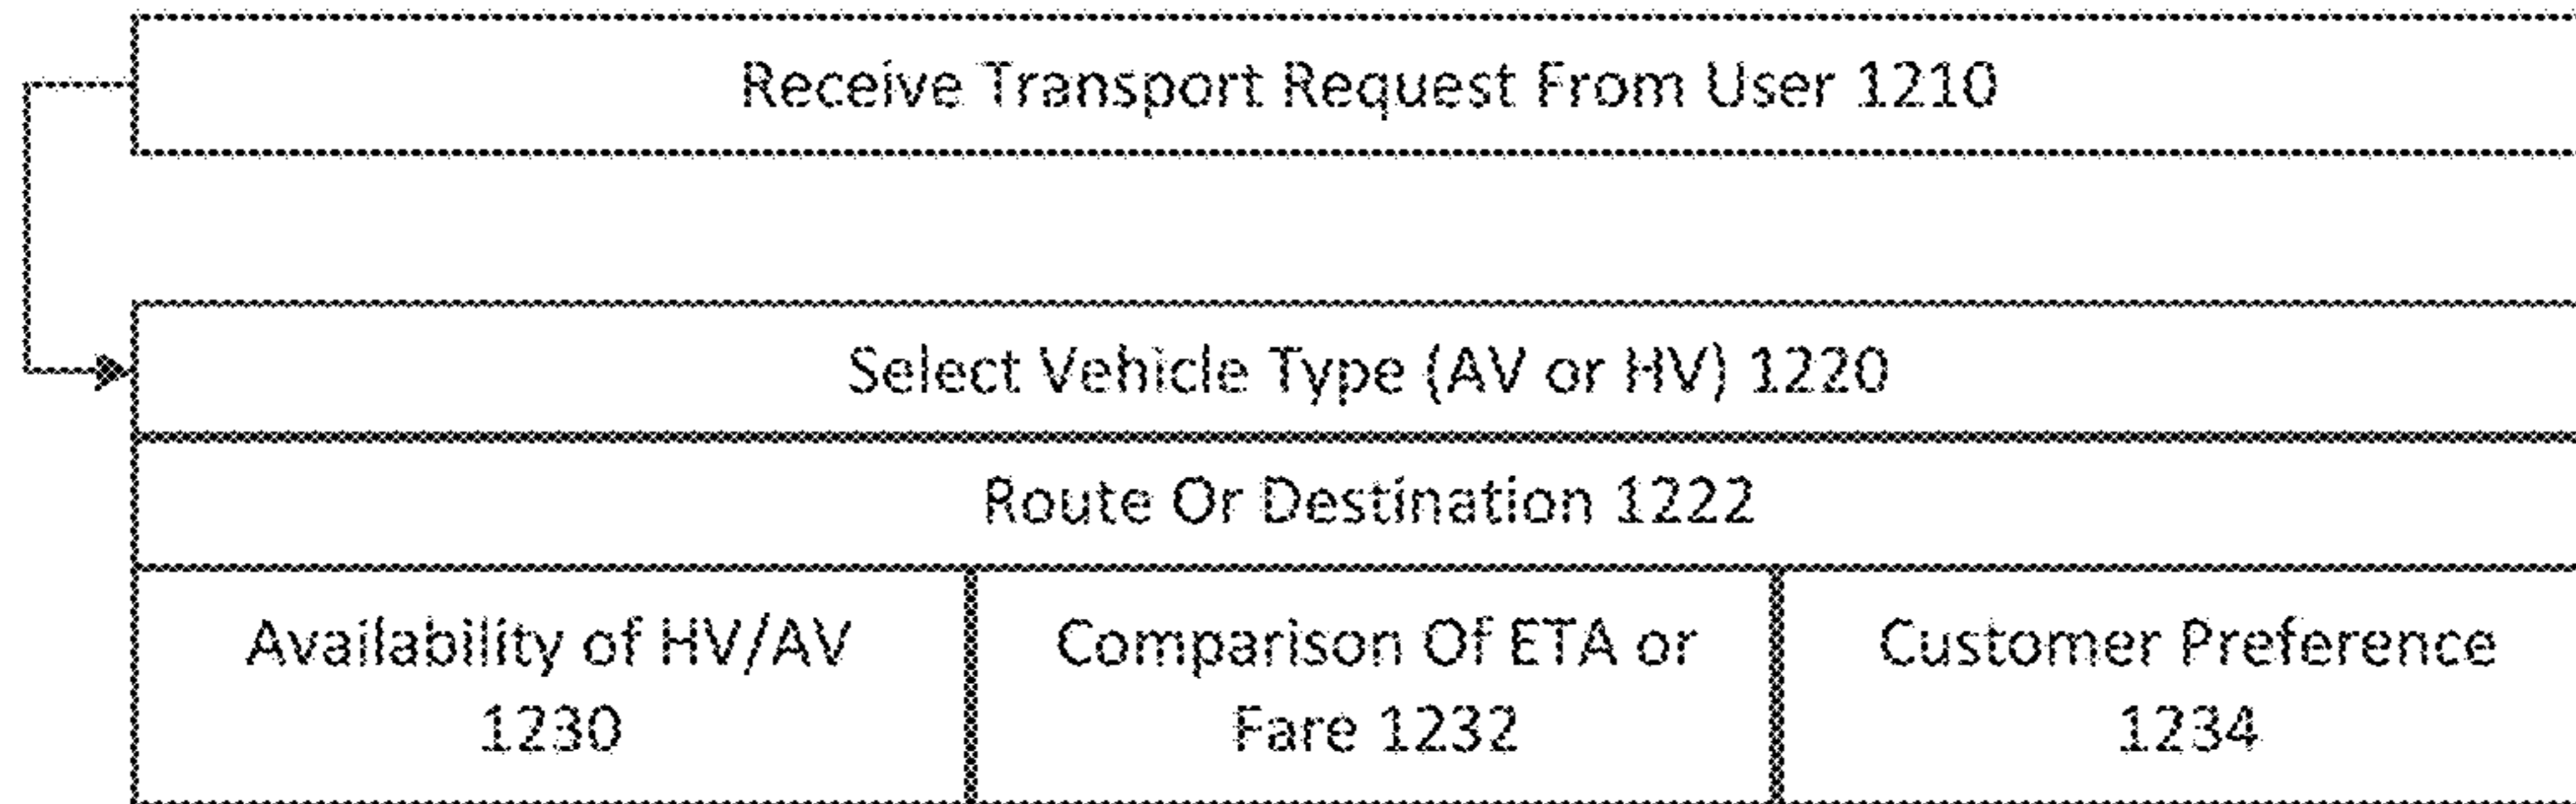 Receive Transport Request From User 1210
Select Vehicle Type (AV or HV) 1220
Route Or Destination 1222
Availability of HV/AV
1230
Comparison Of ETA or
Fare 1232
Customer Preference
1234